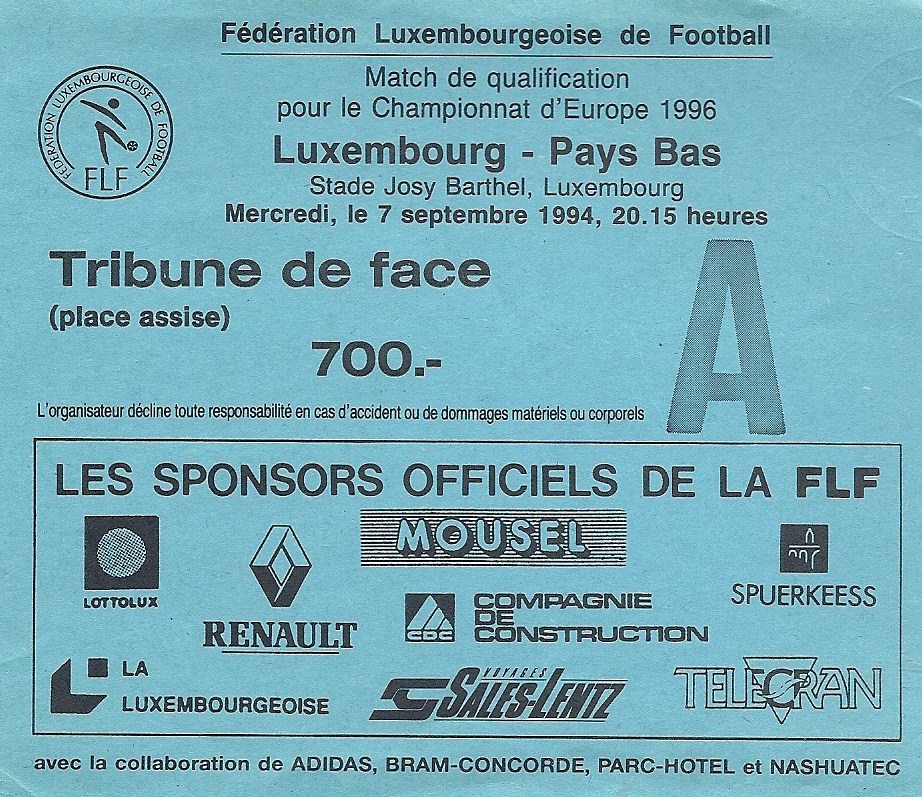 Fédération Luxembourgeoise de Football
FÉDÉRATION LUXEMBOURGEOISE DE FOOTBALL
FLF
Match de qualification
pour le Championnat d'Europe 1996
Luxembourg - Pays Bas
Stade Josy Barthel, Luxembourg
Mercredi, le 7 septembre 1994, 20.15 heures
Tribune de face
(place assise)
700.-
A
L'organisateur décline toute responsabilité en cas d'accident ou de dommages matériels ou corporels
LES SPONSORS OFFICIELS DE LA FLF
LOTTOLUX
RENAULT
MOUSEL
SPUERKEESS
CDC
COMPAGNIE
DE
CONSTRUCTION
LA
LUXEMBOURGEOISE
VOYAGES
SALES-LENTZ
TELEGRAN
avec la collaboration de ADIDAS, BRAM-CONCORDE, PARC-HOTEL et NASHUATEC